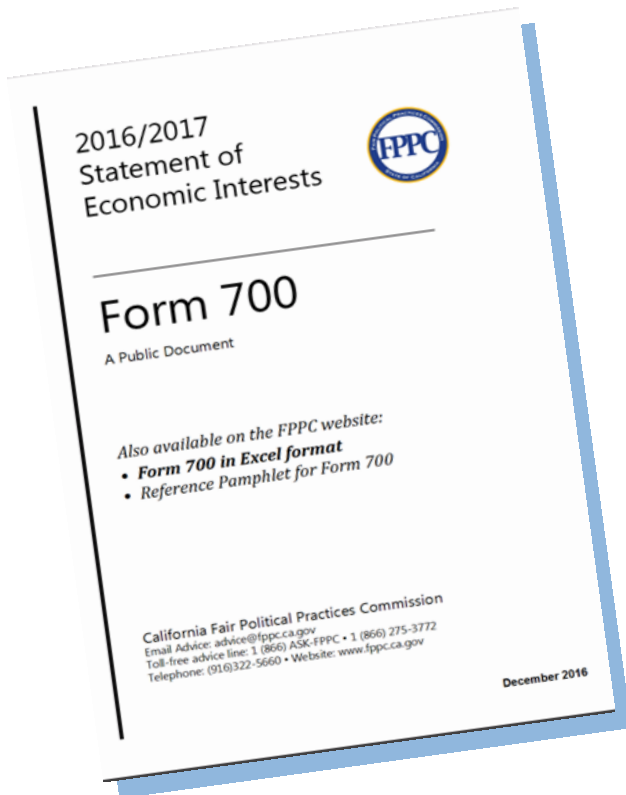 2016/2017
Statement of
Economic Interests
FPPC
STATE OF CALIFORNIA
Form 700
A Public Document
Also available on the FPPC website:
• Form 700 in Excel format
• Reference Pamphlet for Form 700
California Fair Political Practices Commission
Email Advice: advice@fppc.ca.gov
Toll-free advice line: 1 (866) ASK-FPPC • 1 (866) 275-3772
Telephone: (916)322-5660 • Website: www.fppc.ca.gov
December 2016